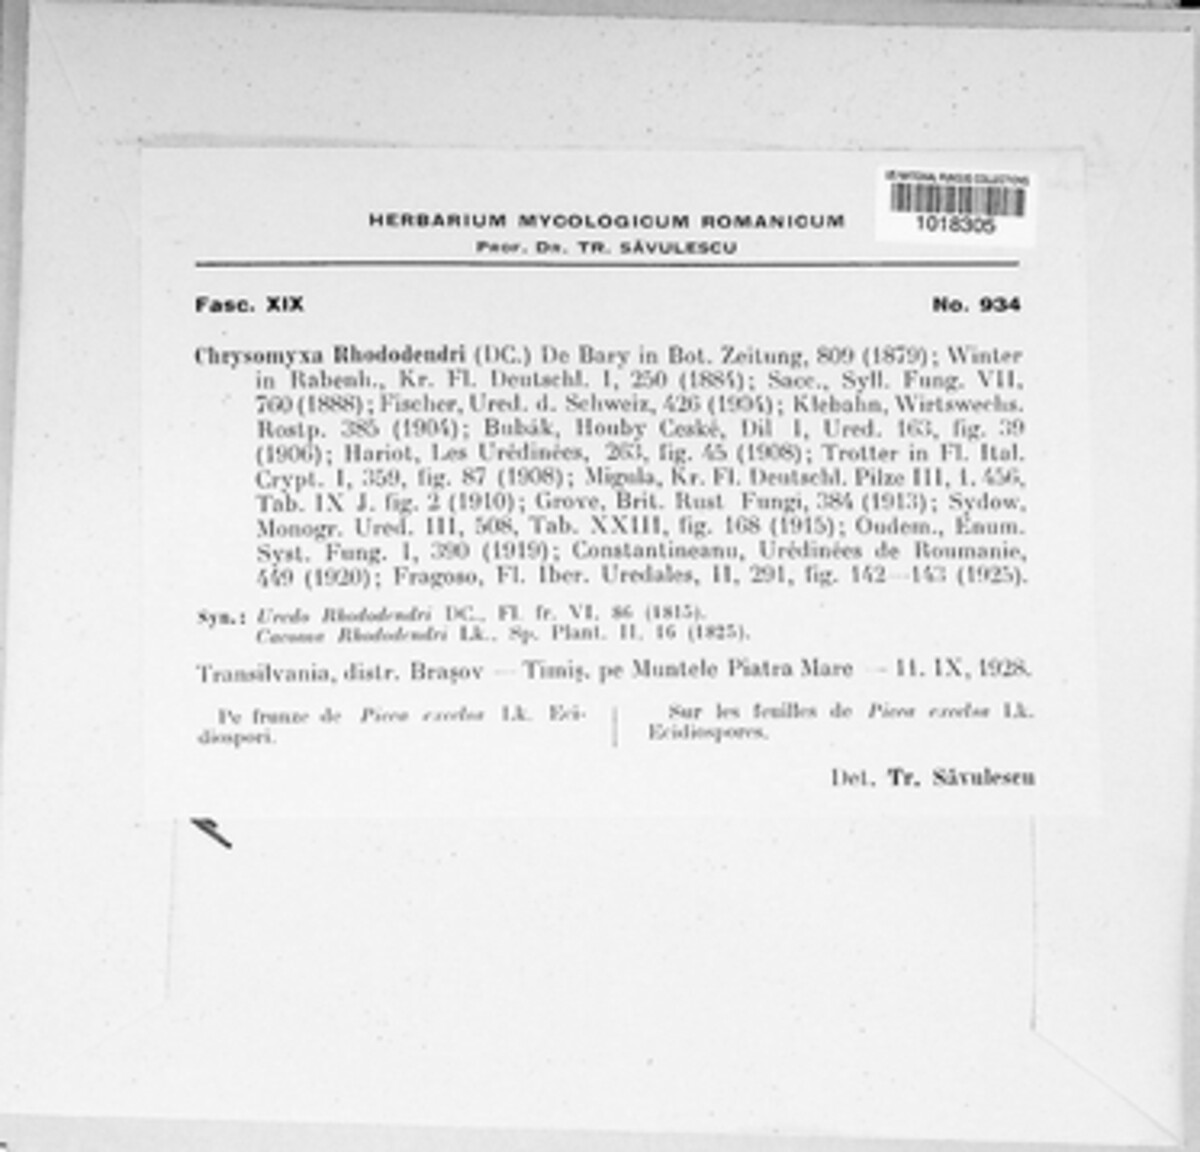 US NATIONAL FUNGUS COLLECTIONS
1018305
HERBARIUM MYCOLOGICUM ROMANICUM
PROF. DR. TR. SĂVULESCU
Fasc. XIX No. 934
Chrysomyxa Rhododendri (DC.) De Bary in Bot. Zeitung, 809 (1879); Winter
in Rabenh., Kr. Fl. Deutschl. I, 250 (1884); Sacc., Syll. Fung. VII,
760 (1888); Fischer, Ured. d. Schweiz, 426 (1904); Klebahn, Wirtswechs.
Rostp. 385 (1904); Bubák, Houby České, Dil I, Ured. 163, fig. 39
(1906); Hariot, Les Urédinées, 263, fig. 45 (1908); Trotter in Fl. Ital.
Crypt. I, 359, fig. 87 (1908); Migula, Kr. Fl. Deutschl. Pilze III, 1. 456,
Tab. IX J. fig. 2 (1910); Grove, Brit. Rust Fungi, 384 (1913); Sydow,
Monogr. Ured. III, 508, Tab. XXIII, fig. 168 (1915); Oudem., Enum.
Syst. Fung. I, 390 (1919); Constantineanu, Urédinées de Roumanie,
449 (1920); Fragoso, Fl. Iber. Uredales, II, 291, fig. 142—143 (1925).
Syn.: Uredo Rhododendri DC., Fl. fr. VI, 86 (1815).
Caeoma Rhododendri Lk., Sp. Plant. II, 16 (1825).
Transilvania, distr. Braşov — Timiş, pe Muntele Piatra Mare — 11. IX, 1928.
Pe frunze de Picea excelsa Lk. Eci-
diospori.
Sur les feuilles de Picea excelsa Lk.
Ecidiospores.
Det. Tr. Săvulescu